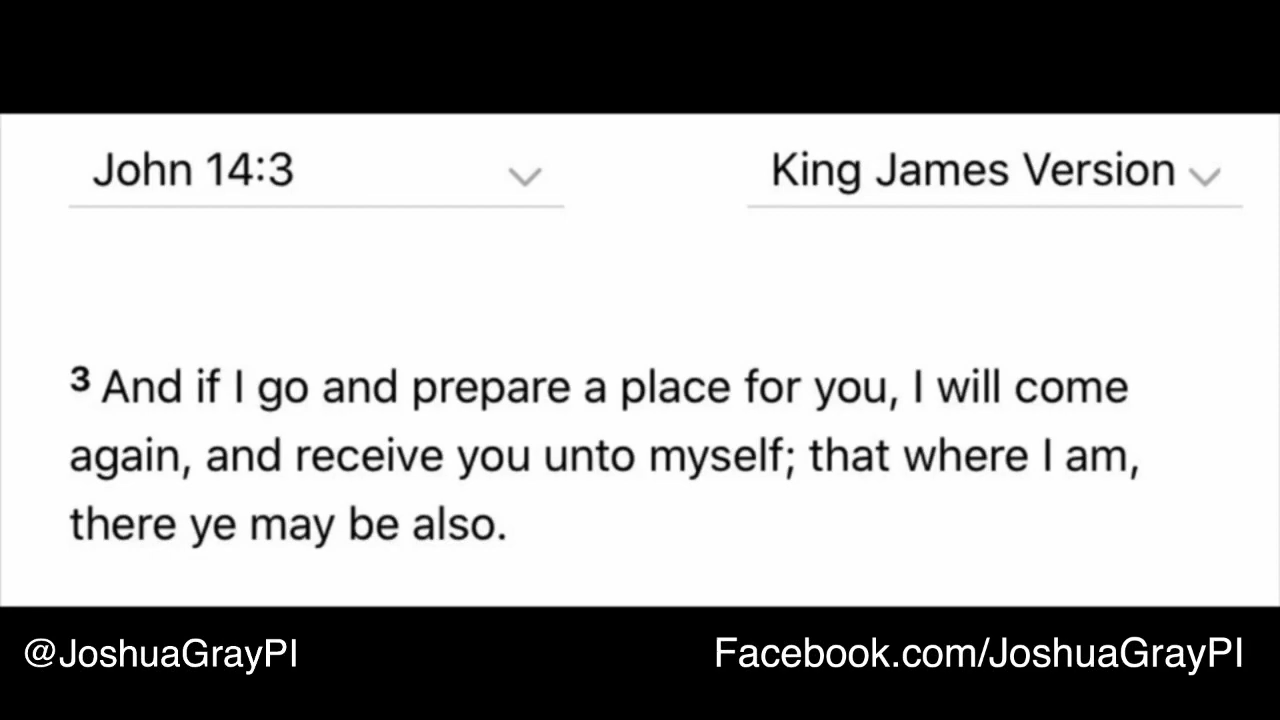 John 14:3
King James Version
3 And if I go and prepare a place for you, I will come
again, and receive you unto myself; that where I am,
there ye may be also.
@JoshuaGrayPI
Facebook.com/JoshuaGrayPI